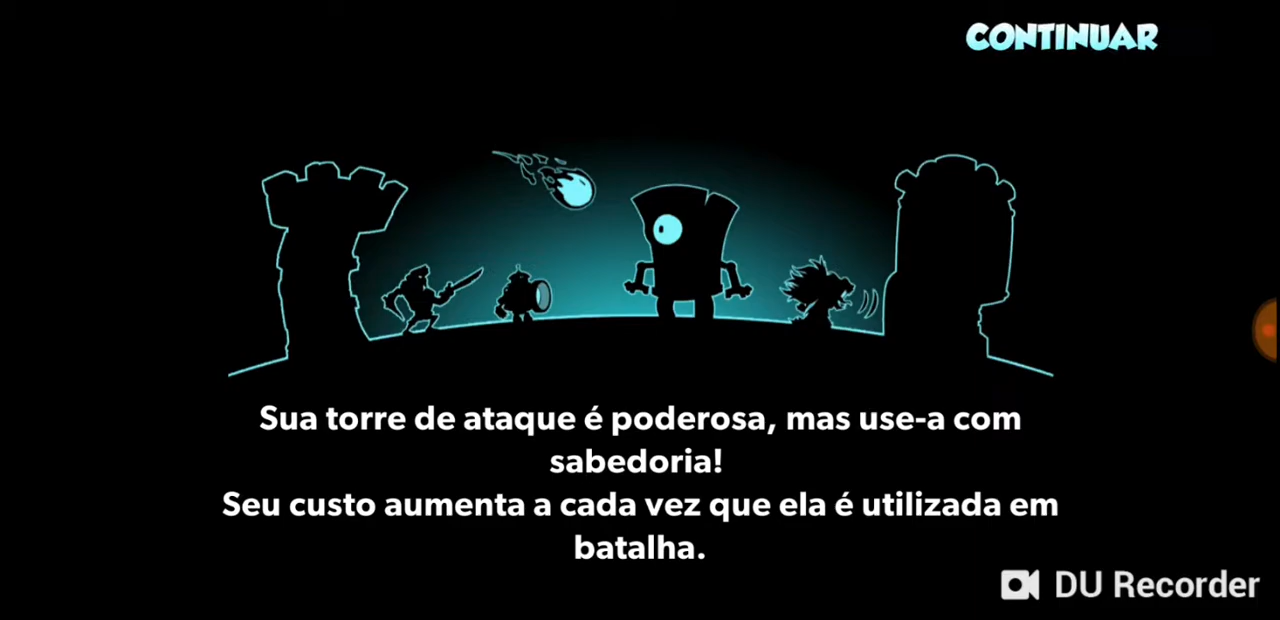 CONTINUAR
Sua torre de ataque é poderosa, mas use-a com
sabedoria!
Seu custo aumenta a cada vez que ela é utilizada em
batalha.
DU Recorder